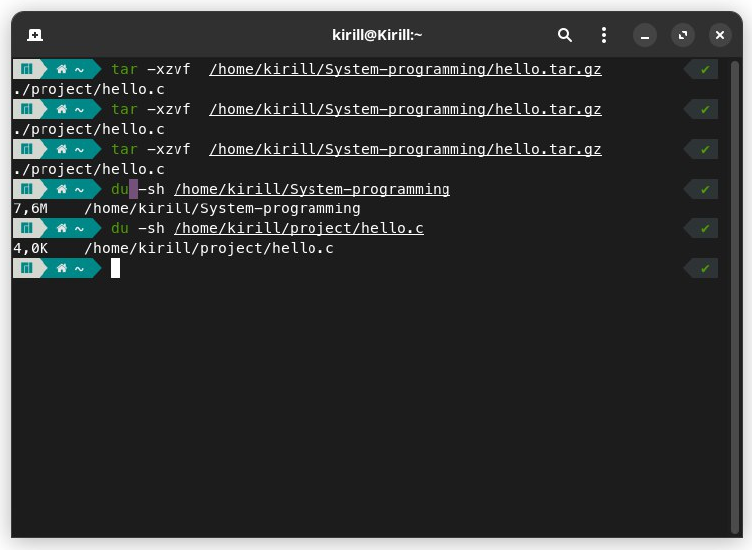 kirill@Kirill:~
~ tar -xzvf  /home/kirill/System-programming/hello.tar.gz ✔
./project/hello.c
~ tar -xzvf  /home/kirill/System-programming/hello.tar.gz ✔
./project/hello.c
~ tar -xzvf  /home/kirill/System-programming/hello.tar.gz ✔
./project/hello.c
~ du -sh /home/kirill/System-programming ✔
7,6M    /home/kirill/System-programming
~ du -sh /home/kirill/project/hello.c ✔
4,0K    /home/kirill/project/hello.c
~ ✔